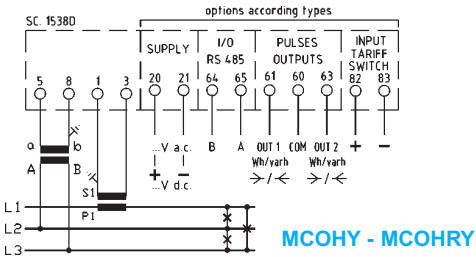 options according types
SC. 1538D
SUPPLY
I/O
RS 485
PULSES
OUTPUTS
INPUT
TARIFF
SWITCH
5 8 1 3 20 21 64 65 61 60 63 82 83
a b
A B
S1
P1
...V a.c.
+ −
...V d.c.
B A
OUT 1 COM OUT 2
Wh/varh Wh/varh
+ −
L1
L2
L3
MCOHY - MCOHRY